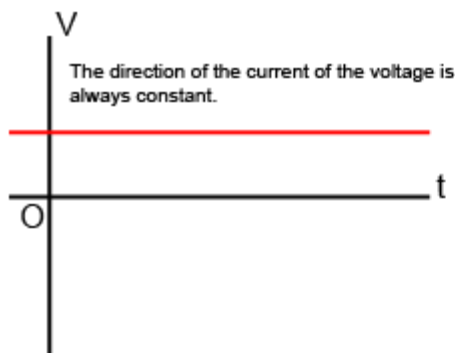 V
The direction of the current of the voltage is
always constant.
t
O